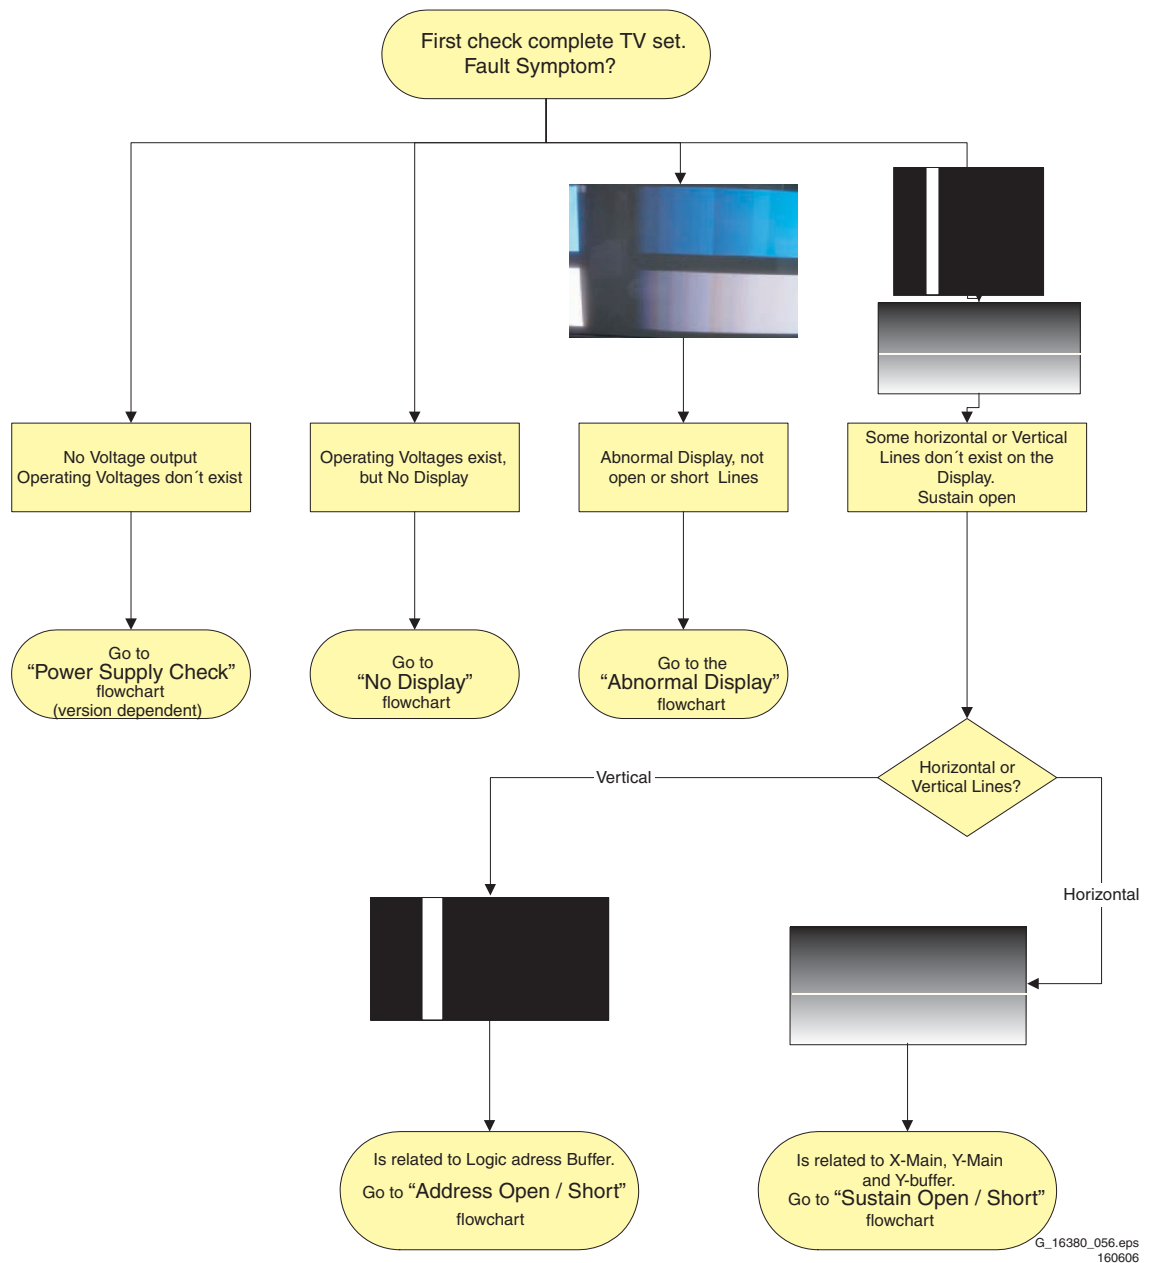 First check complete TV set.
Fault Symptom?
No Voltage output
Operating Voltages don´t exist
Operating Voltages exist,
but No Display
Abnormal Display, not
open or short Lines
Some horizontal or Vertical
Lines don´t exist on the
Display.
Sustain open
Go to
“Power Supply Check”
flowchart
(version dependent)
Go to
“No Display”
flowchart
Go to the
“Abnormal Display”
flowchart
Horizontal or
Vertical Lines?
Vertical
Horizontal
Is related to Logic adress Buffer.
Go to “Address Open / Short”
flowchart
Is related to X-Main, Y-Main
and Y-buffer.
Go to “Sustain Open / Short”
flowchart
G_16380_056.eps
160606